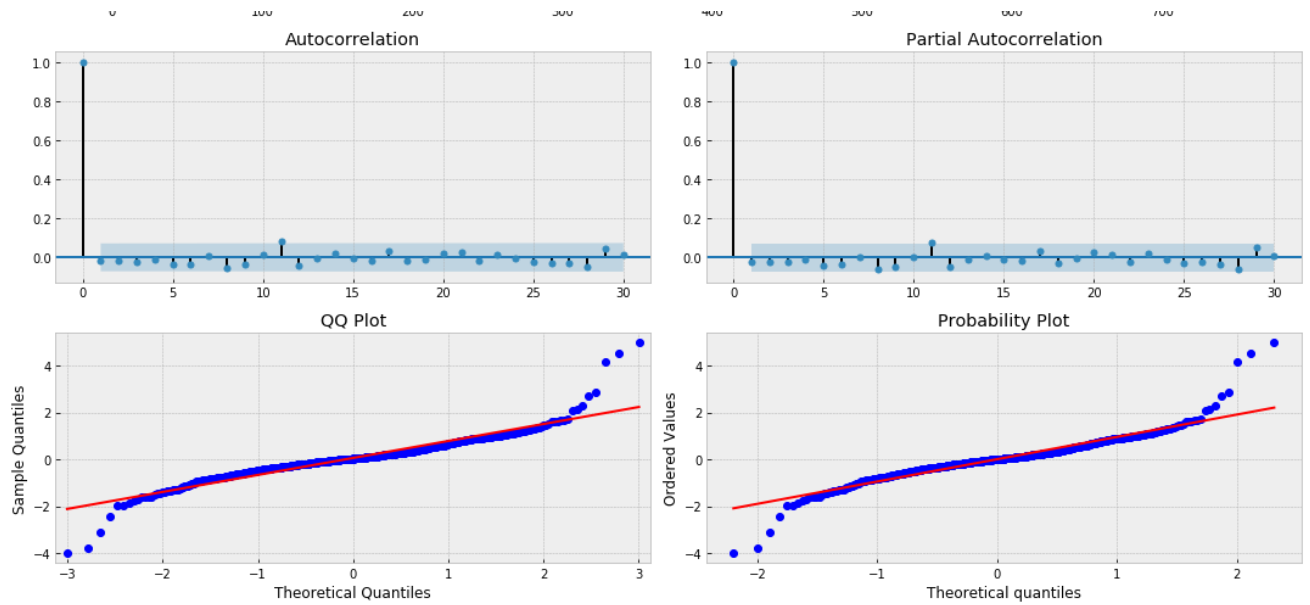 0 100 200 300 400 500 600 700
Autocorrelation
1.0
0.8
0.6
0.4
0.2
0.0
0 5 10 15 20 25 30
Partial Autocorrelation
1.0
0.8
0.6
0.4
0.2
0.0
0 5 10 15 20 25 30
QQ Plot
Sample Quantiles
4
2
0
−2
−4
−3 −2 −1 0 1 2 3
Theoretical Quantiles
Probability Plot
Ordered Values
4
2
0
−2
−4
−2 −1 0 1 2
Theoretical quantiles